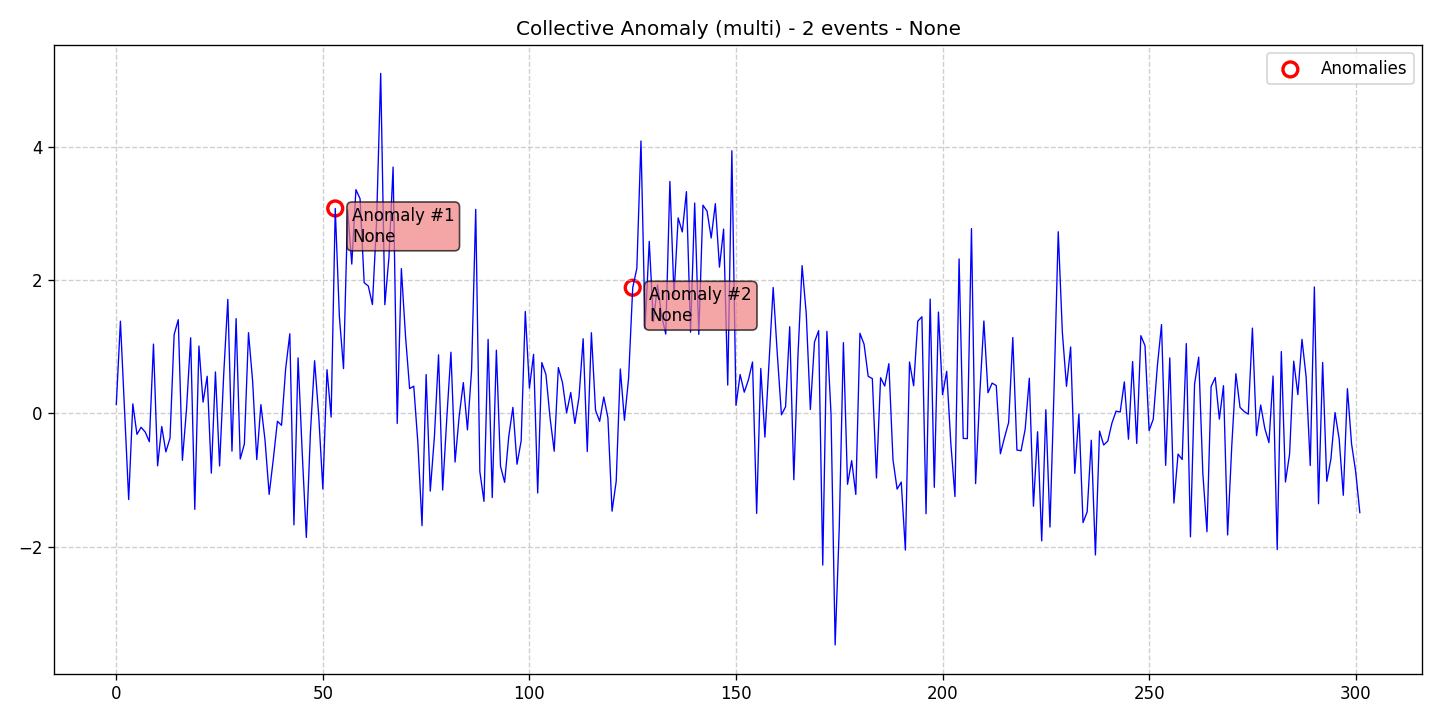 Collective Anomaly (multi) - 2 events - None
Anomalies
4
2
0
−2
Anomaly #1
None
Anomaly #2
None
0
50
100
150
200
250
300